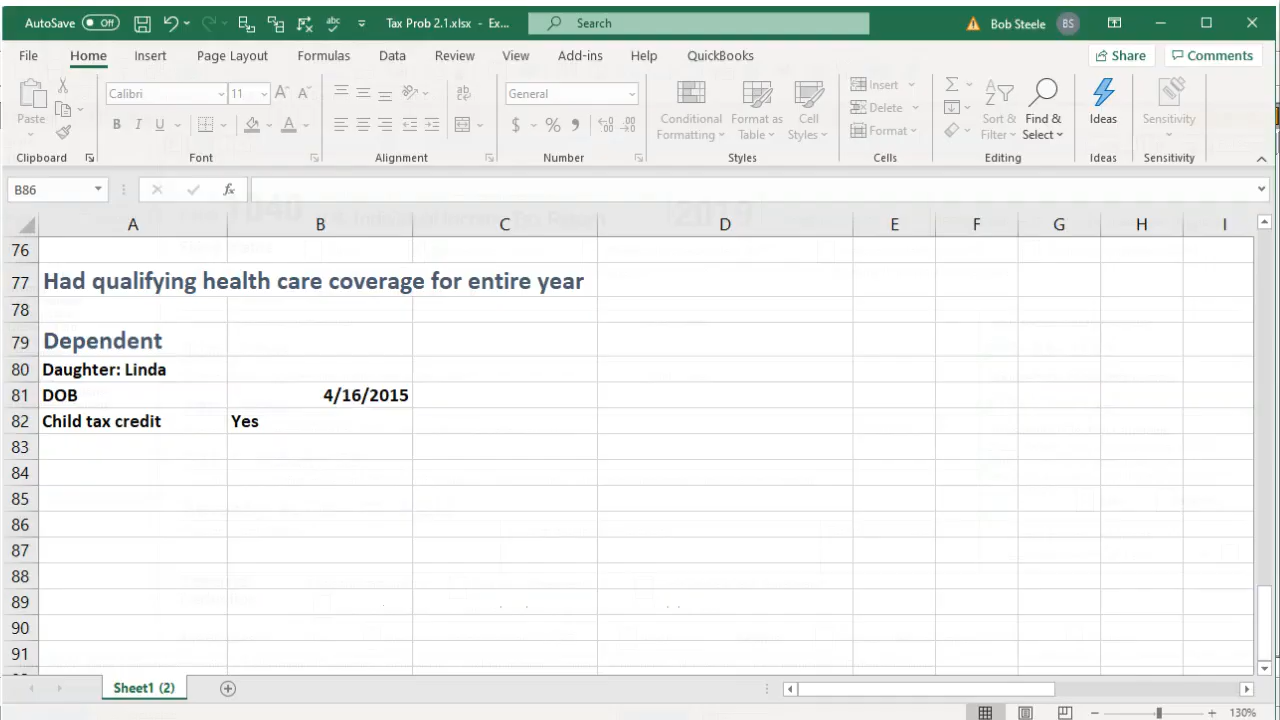 AutoSave Off Tax Prob 2.1.xlsx - Ex... Search Bob Steele BS
File Home Insert Page Layout Formulas Data Review View Add-ins Help QuickBooks Share Comments
Paste Calibri 11 A^ Aˇ ab General Conditional Formatting Format as Table Cell Styles Insert Delete Format Sort & Filter Find & Select Ideas Sensitivity
B I U A $ % 9
Clipboard Font Alignment Number Styles Cells Editing Ideas Sensitivity
B86 fx
A B C D E F G H I
76
77 Had qualifying health care coverage for entire year
78
79 Dependent
80 Daughter: Linda
81 DOB 4/16/2015
82 Child tax credit Yes
83
84
85
86
87
88
89
90
91
Sheet1 (2)
130%